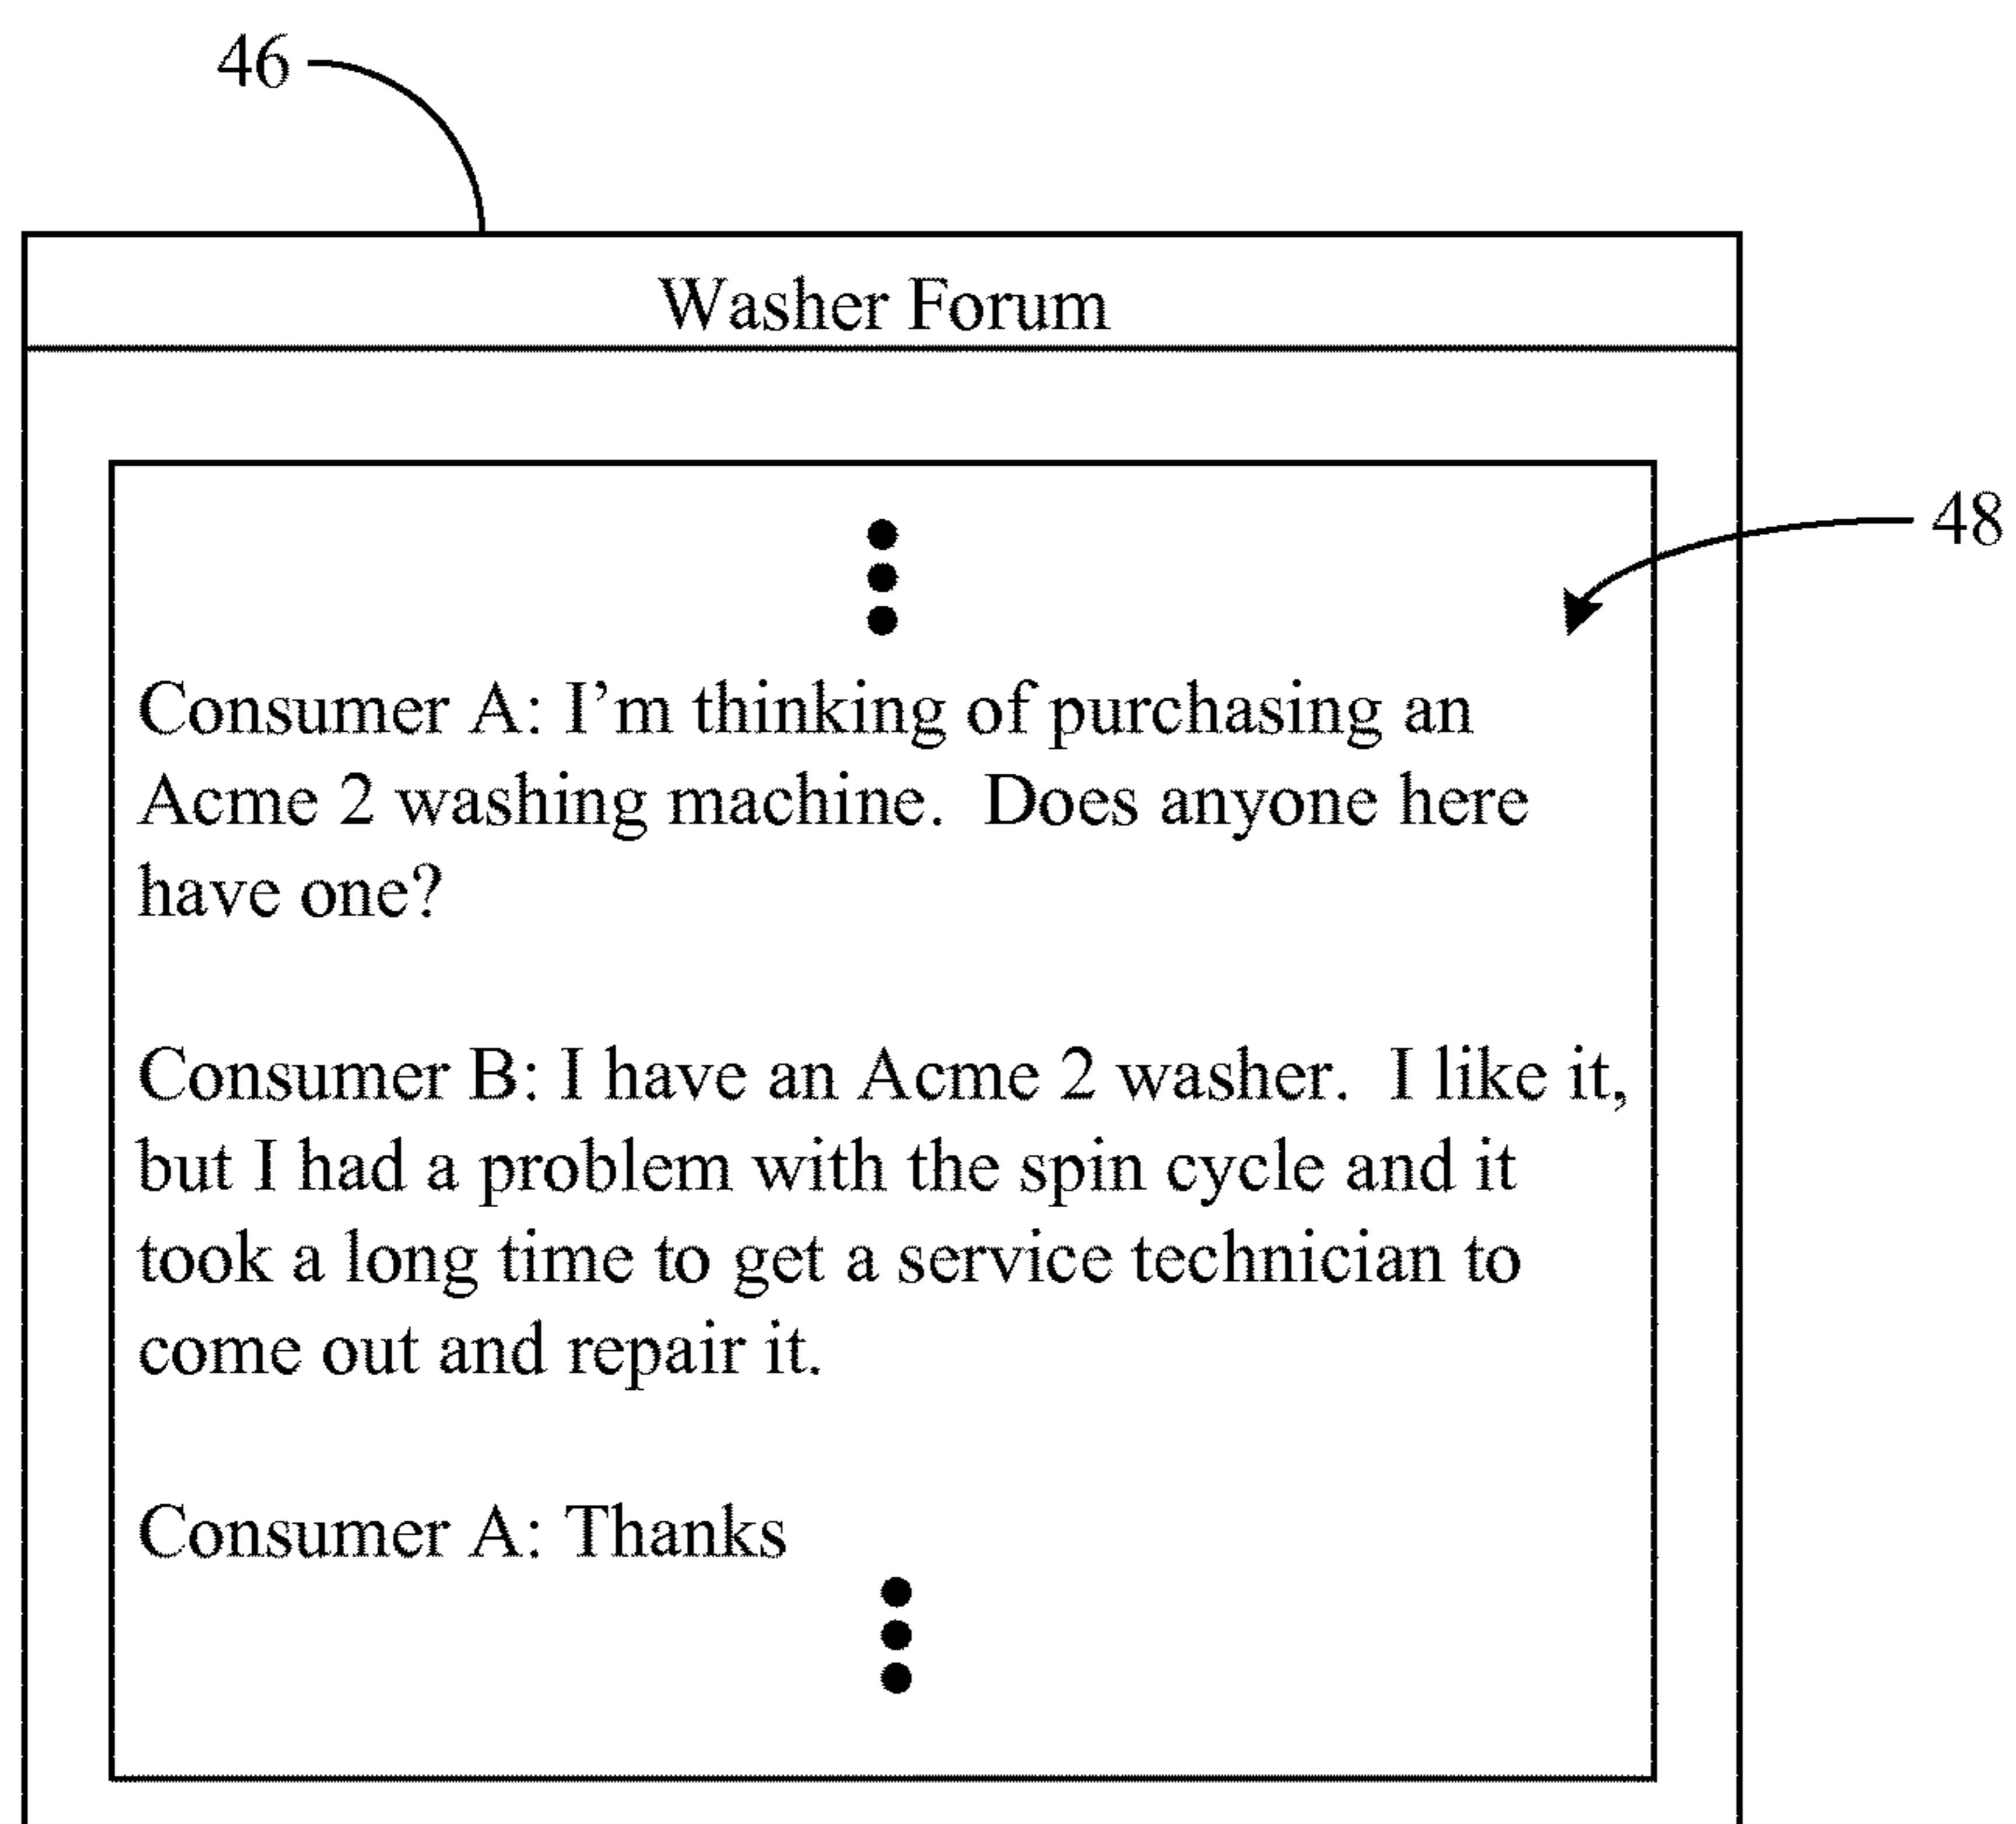 46
Washer Forum
48
Consumer A: I’m thinking of purchasing an
Acme 2 washing machine.  Does anyone here
have one?
Consumer B: I have an Acme 2 washer.  I like it,
but I had a problem with the spin cycle and it
took a long time to get a service technician to
come out and repair it.
Consumer A: Thanks